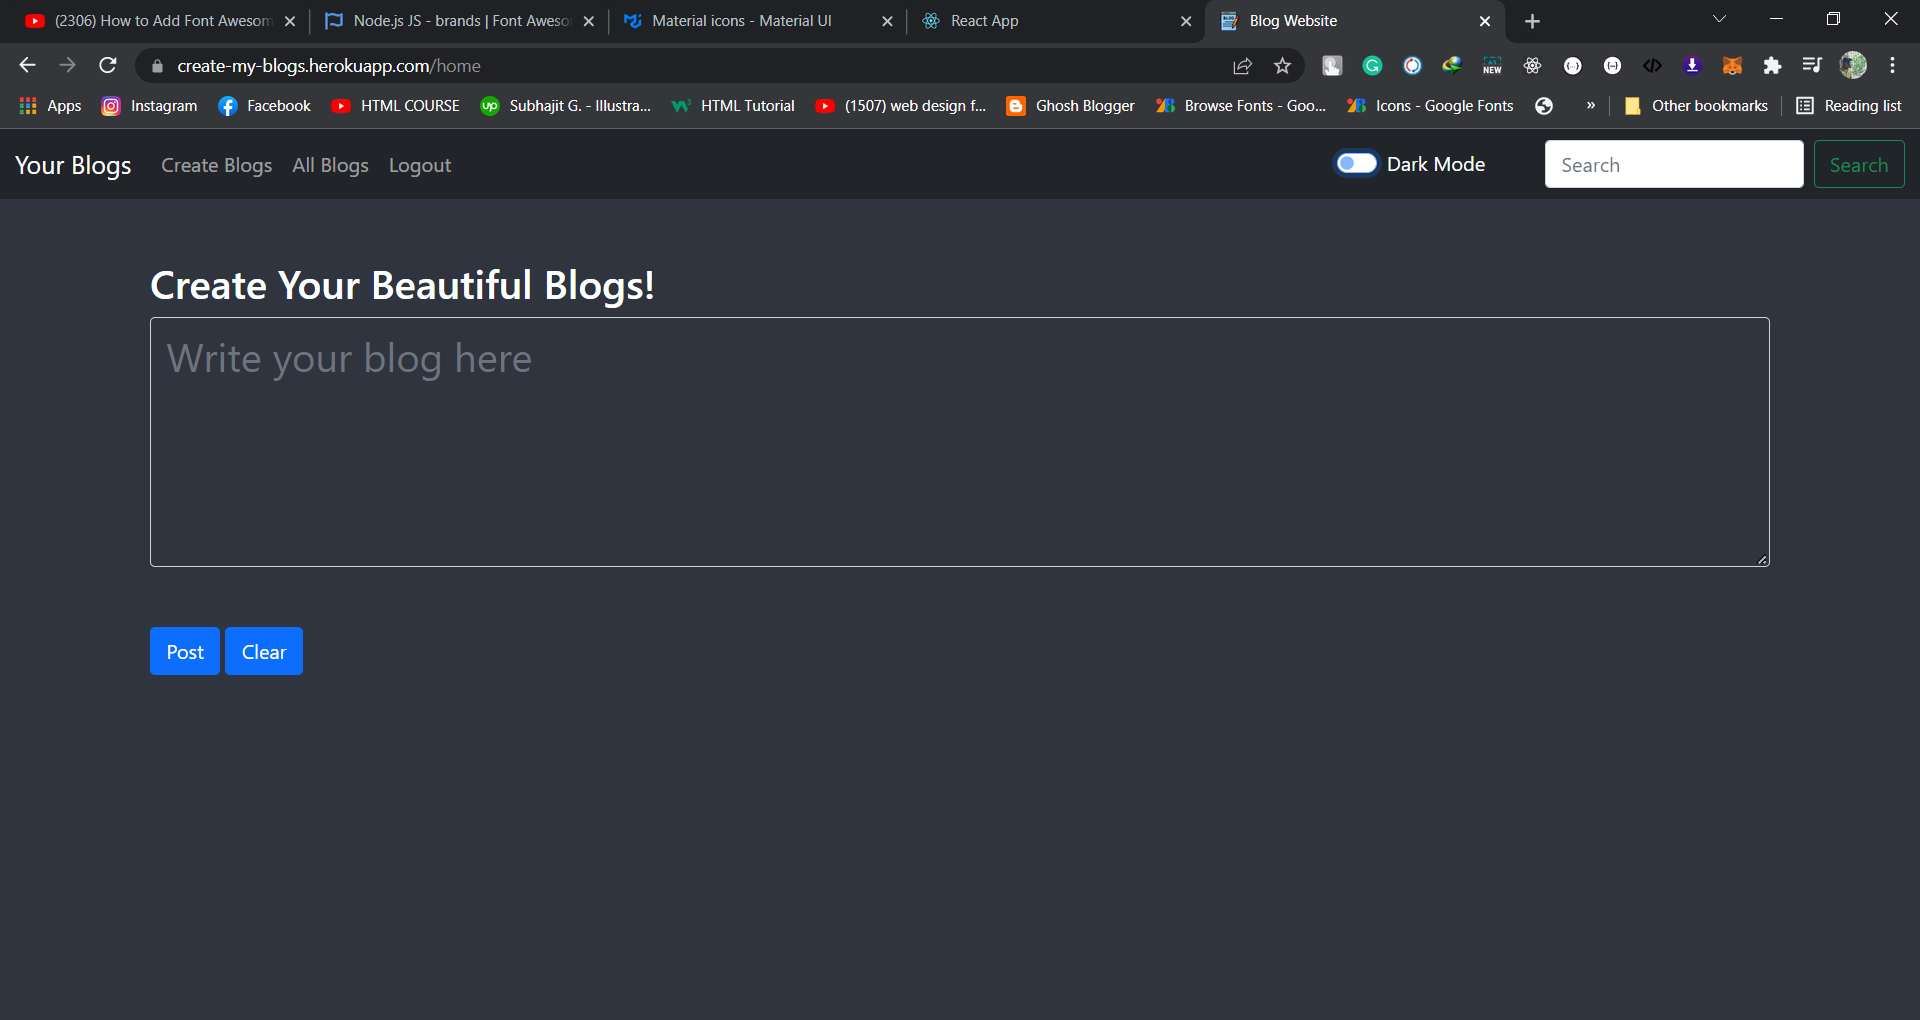 (2306) How to Add Font Awesom
Node.js JS - brands | Font Aweso
Material icons - Material UI
React App
Blog Website
create-my-blogs.herokuapp.com/home
NEW
Apps
Instagram
Facebook
HTML COURSE
up
Subhajit G. - Illustra...
HTML Tutorial
(1507) web design f...
Ghosh Blogger
Browse Fonts - Goo...
Icons - Google Fonts
»
Other bookmarks
Reading list
Your Blogs
Create Blogs
All Blogs
Logout
Dark Mode
Search
Search
Create Your Beautiful Blogs!
Write your blog here
Post
Clear